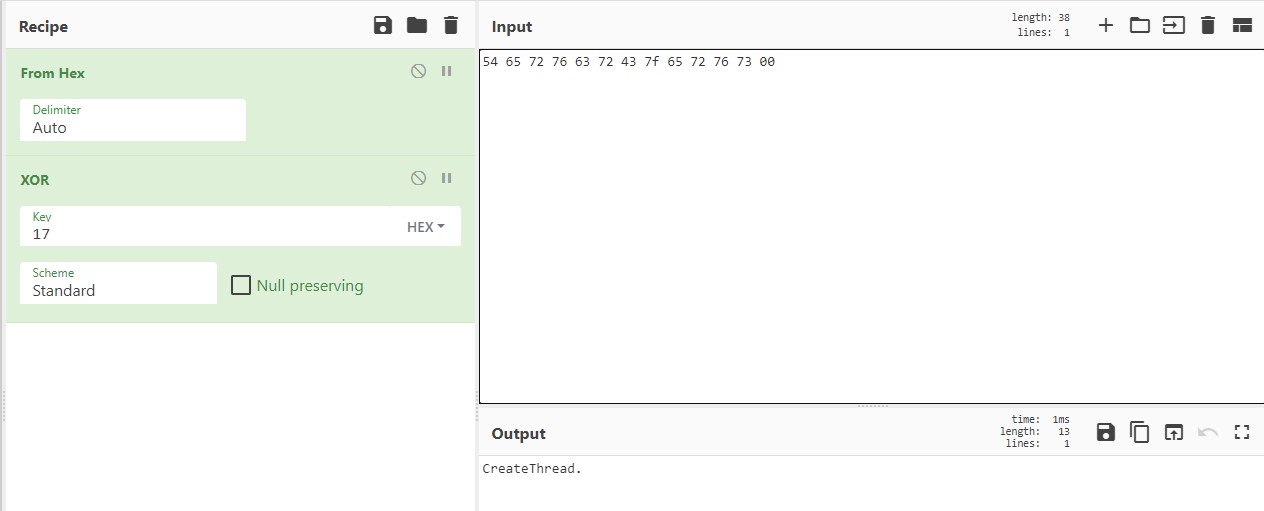 Recipe
From Hex
Delimiter
Auto
XOR
Key
17
HEX
Scheme
Standard
Null preserving
Input
length: 38
lines: 1
54 65 72 76 63 72 43 7f 65 72 76 73 00
Output
time: 1ms
length: 13
lines: 1
CreateThread.